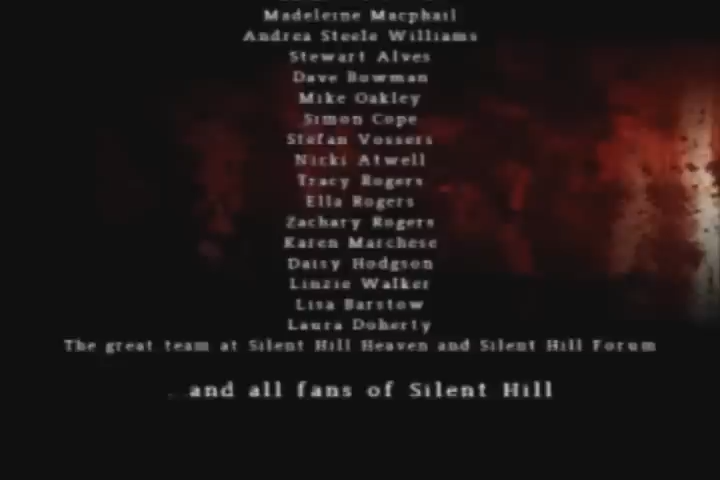 Madeleine Macphail
Andrea Steele Williams
Stewart Alves
Dave Bowman
Mike Oakley
Simon Cope
Stefan Vossers
Nicki Atwell
Tracy Rogers
Ella Rogers
Zachary Rogers
Karen Marchese
Daisy Hodgson
Linzie Walker
Lisa Barstow
Laura Doherty
The great team at Silent Hill Heaven and Silent Hill Forum
...and all fans of Silent Hill